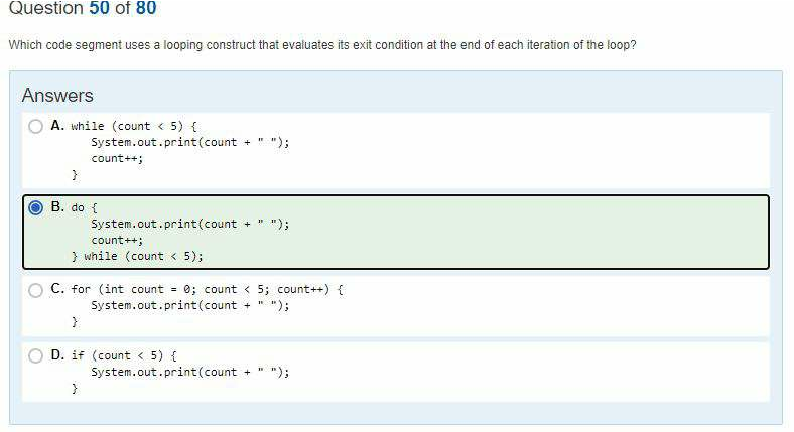 Question 50 of 80
Which code segment uses a looping construct that evaluates its exit condition at the end of each iteration of the loop?
Answers
A. while (count < 5) {
System.out.print(count + " ");
count++;
}
B. do {
System.out.print(count + " ");
count++;
} while (count < 5);
C. for (int count = 0; count < 5; count++) {
System.out.print(count + " ");
}
D. if (count < 5) {
System.out.print(count + " ");
}